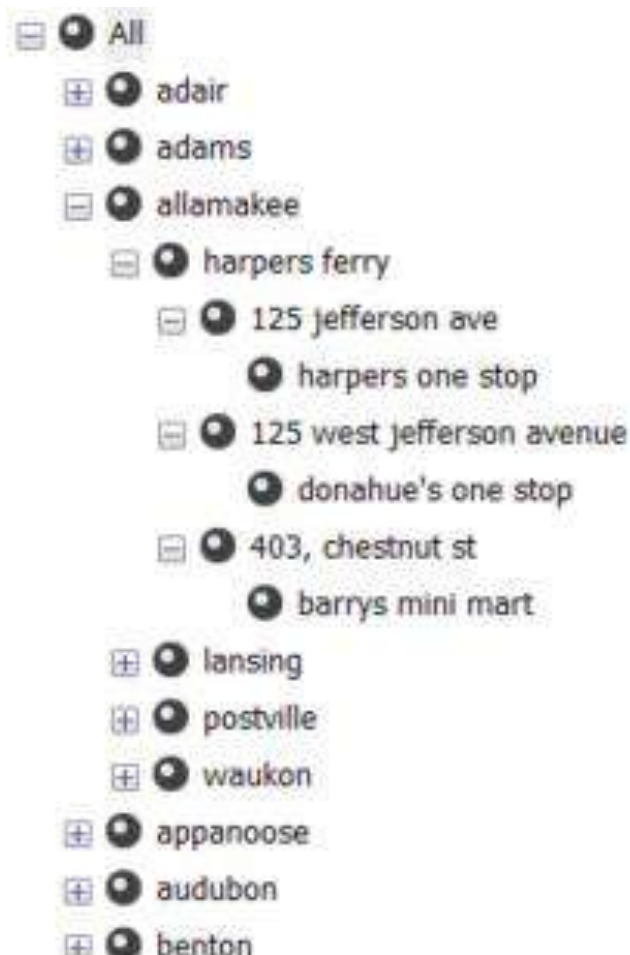 All
adair
adams
allamakee
harpers ferry
125 jefferson ave
harpers one stop
125 west jefferson avenue
donahue's one stop
403, chestnut st
barrys mini mart
lansing
postville
waukon
appanoose
audubon
benton